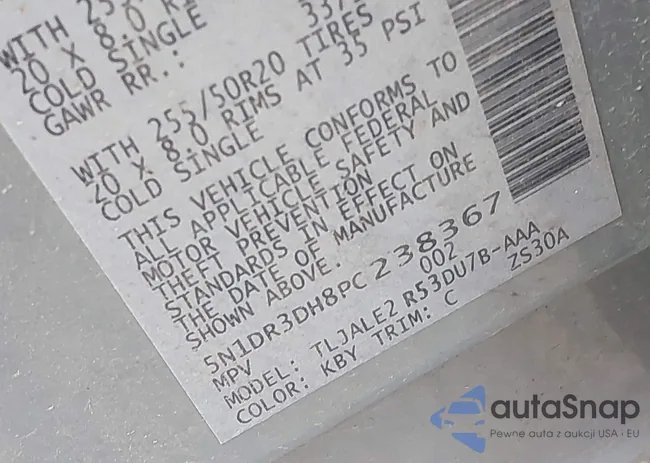 WITH 25
20 X 8.0 RI
COLD SINGLE
GAWR RR.: 337
WITH 255/50R20 TIRES
20 X 8.0 RIMS AT 35 PSI
COLD SINGLE
THIS VEHICLE CONFORMS TO
ALL APPLICABLE FEDERAL
MOTOR VEHICLE SAFETY AND
THEFT PREVENTION
STANDARDS IN EFFECT ON
THE DATE OF MANUFACTURE
SHOWN ABOVE.
5N1DR3DH8PC238367
MPV 002
MODEL: TLJALE2 R53DU7B-AAA
COLOR: KBY TRIM: C ZS30A
autaSnap
Pewne auta z aukcji USA - EU